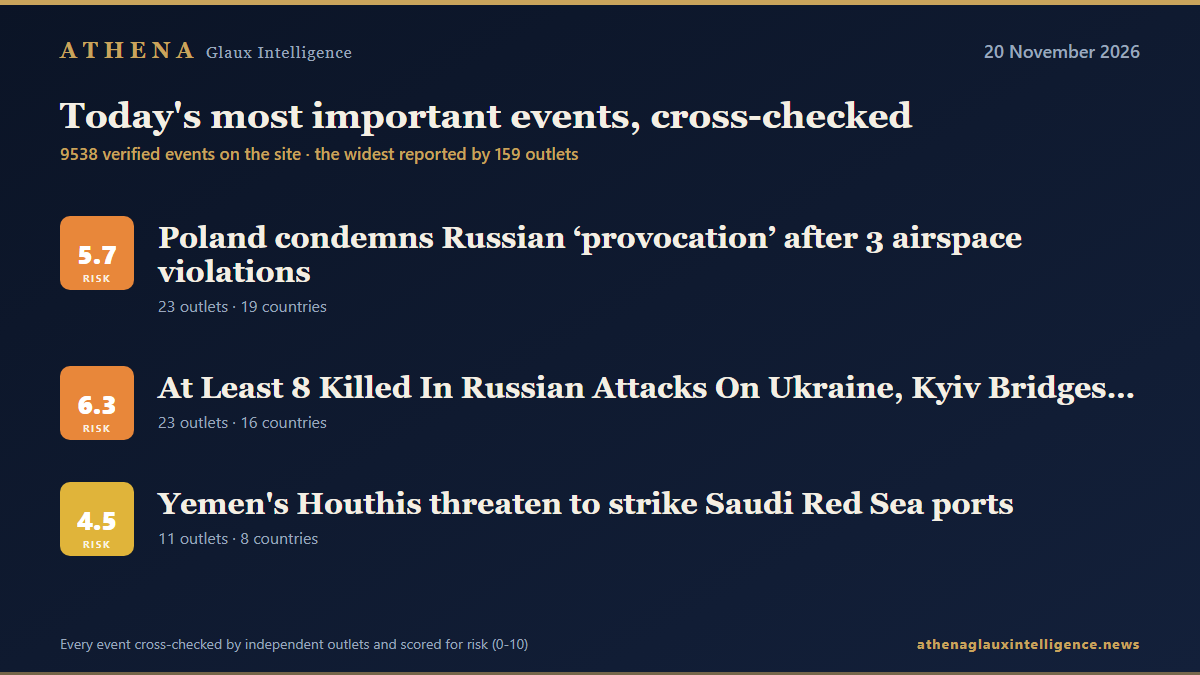 ATHENA Glaux Intelligence
20 November 2026
Today's most important events, cross-checked
9538 verified events on the site · the widest reported by 159 outlets
5.7
RISK
Poland condemns Russian ‘provocation’ after 3 airspace
violations
23 outlets · 19 countries
6.3
RISK
At Least 8 Killed In Russian Attacks On Ukraine, Kyiv Bridges...
23 outlets · 16 countries
4.5
RISK
Yemen's Houthis threaten to strike Saudi Red Sea ports
11 outlets · 8 countries
Every event cross-checked by independent outlets and scored for risk (0-10)
athenaglauxintelligence.news